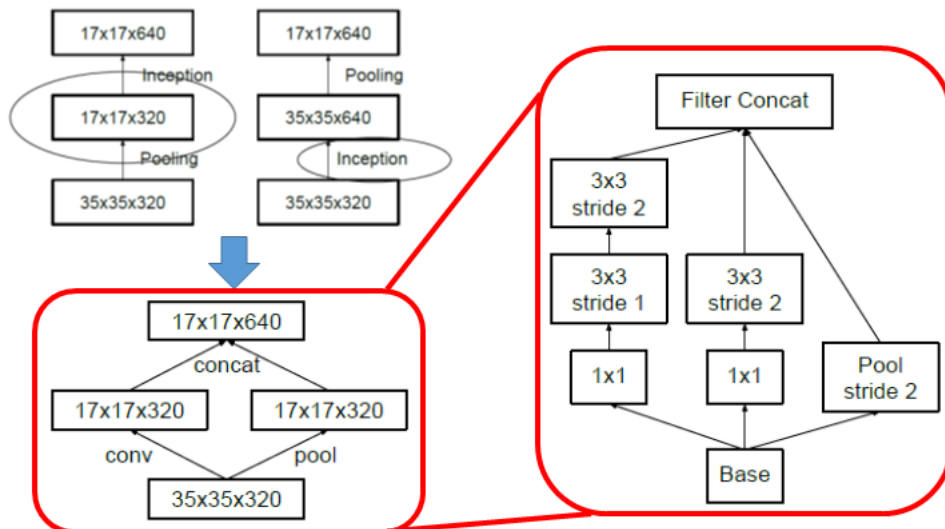 17x17x640
Inception
17x17x320
Pooling
35x35x320
17x17x640
Pooling
35x35x640
Inception
35x35x320
17x17x640
concat
17x17x320
17x17x320
conv
pool
35x35x320
Filter Concat
3x3
stride 2
3x3
stride 1
3x3
stride 2
1x1
1x1
Pool
stride 2
Base